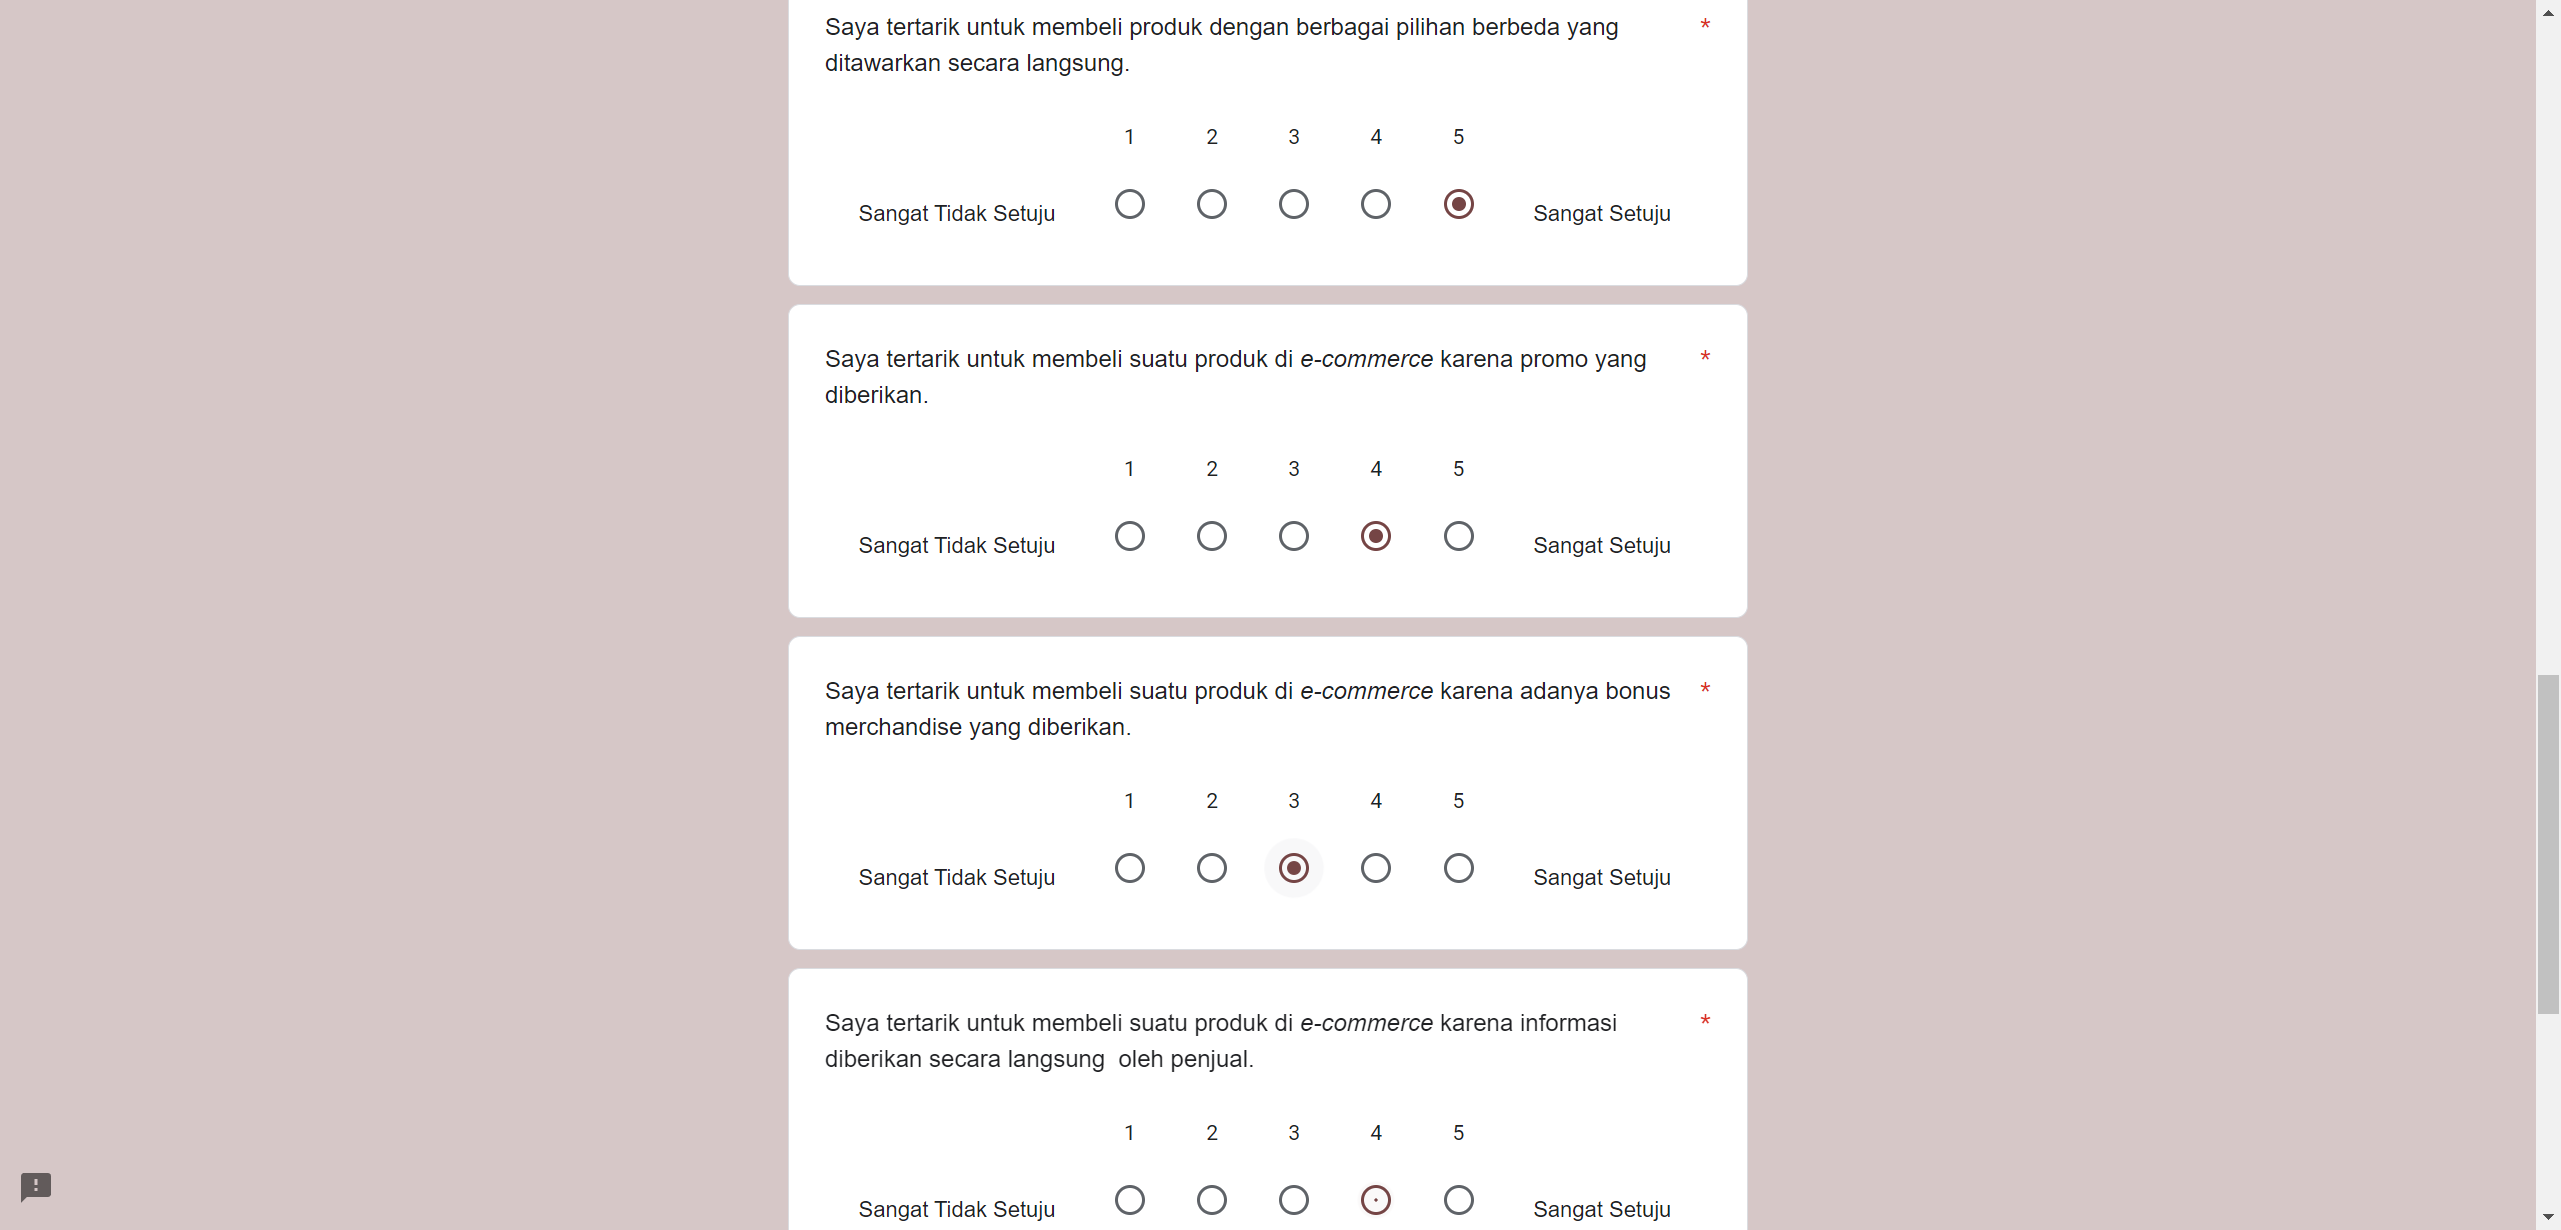 Saya tertarik untuk membeli produk dengan berbagai pilihan berbeda yang *
ditawarkan secara langsung.
1 2 3 4 5
Sangat Tidak Setuju Sangat Setuju
Saya tertarik untuk membeli suatu produk di e-commerce karena promo yang *
diberikan.
1 2 3 4 5
Sangat Tidak Setuju Sangat Setuju
Saya tertarik untuk membeli suatu produk di e-commerce karena adanya bonus *
merchandise yang diberikan.
1 2 3 4 5
Sangat Tidak Setuju Sangat Setuju
Saya tertarik untuk membeli suatu produk di e-commerce karena informasi *
diberikan secara langsung  oleh penjual.
1 2 3 4 5
Sangat Tidak Setuju Sangat Setuju